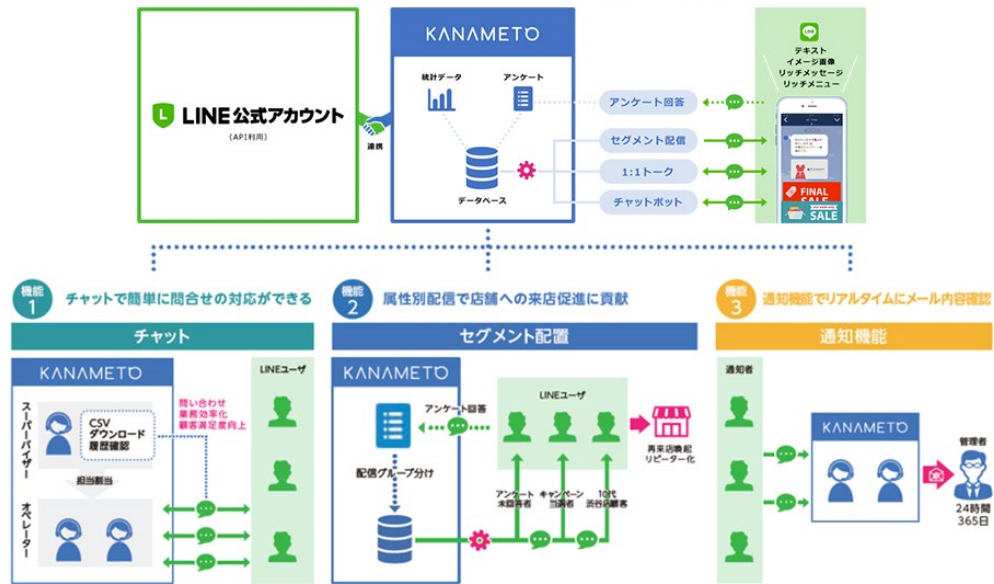 LINE公式アカウント
(API利用)
連携
KANAMETO
統計データ
アンケート
データベース
アンケート回答
セグメント配信
1:1トーク
チャットボット
LINE
テキスト
イメージ画像
リッチメッセージ
リッチメニュー
FINAL
SALE
SALE
機能
1
チャットで簡単に問合せの対応ができる
チャット
KANAMETO
スーパーバイザー
CSV
ダウンロード
履歴確認
担当割当
オペレーター
問い合わせ
業務効率化
顧客満足度向上
LINEユーザ
機能
2
属性別配信で店舗への来店促進に貢献
セグメント配置
KANAMETO
アンケート回答
配信グループ分け
LINEユーザ
アンケート
未回答者
キャンペーン
当選者
10代
渋谷店顧客
再来店喚起
リピーター化
機能
3
通知機能でリアルタイムにメール内容確認
通知機能
通知者
KANAMETO
管理者
24時間
365日